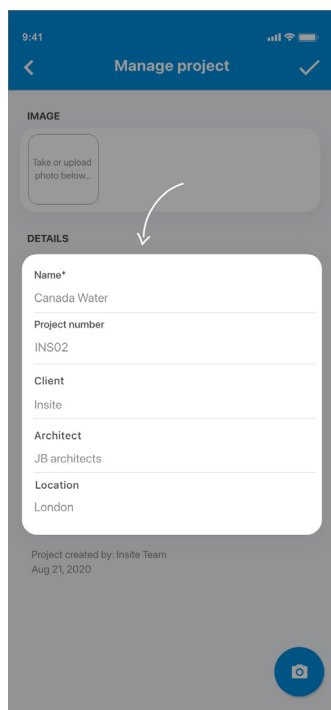 9:41
Manage project
IMAGE
Take or upload
photo below...
DETAILS
Name*
Canada Water
Project number
INS02
Client
Insite
Architect
JB architects
Location
London
Project created by: Insite Team
Aug 21, 2020